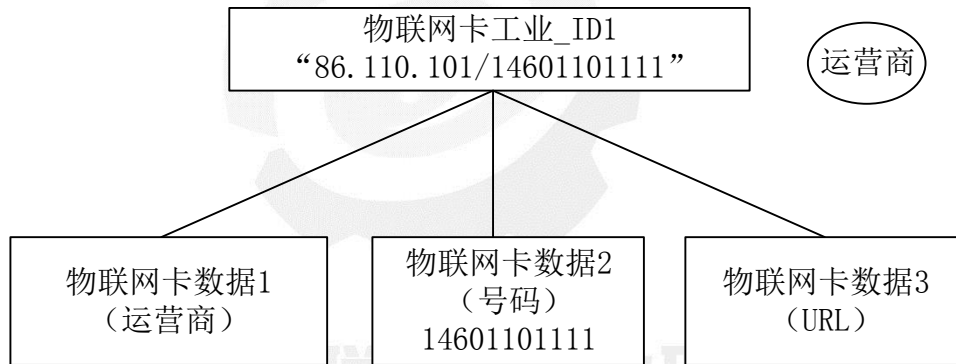 物联网卡工业_ID1
“86.110.101/14601101111”
运营商
物联网卡数据1
（运营商）
物联网卡数据2
（号码）
14601101111
物联网卡数据3
（URL）